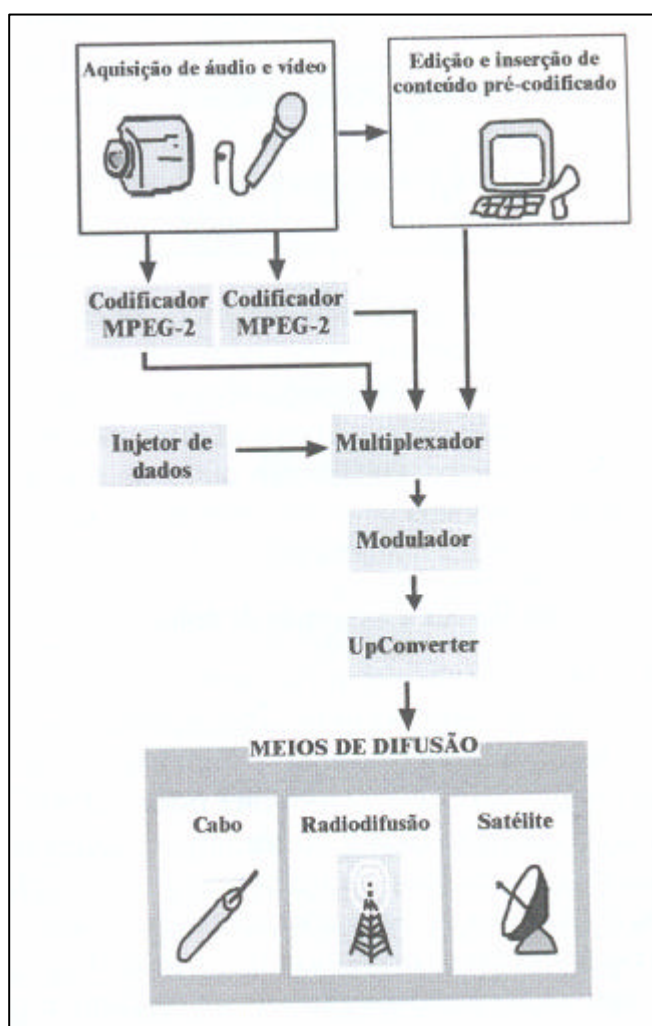 Aquisição de áudio e vídeo
Edição e inserção de
conteúdo pré-codificado
Codificador
MPEG-2
Codificador
MPEG-2
Injetor de
dados
Multiplexador
Modulador
UpConverter
MEIOS DE DIFUSÃO
Cabo
Radiodifusão
Satélite